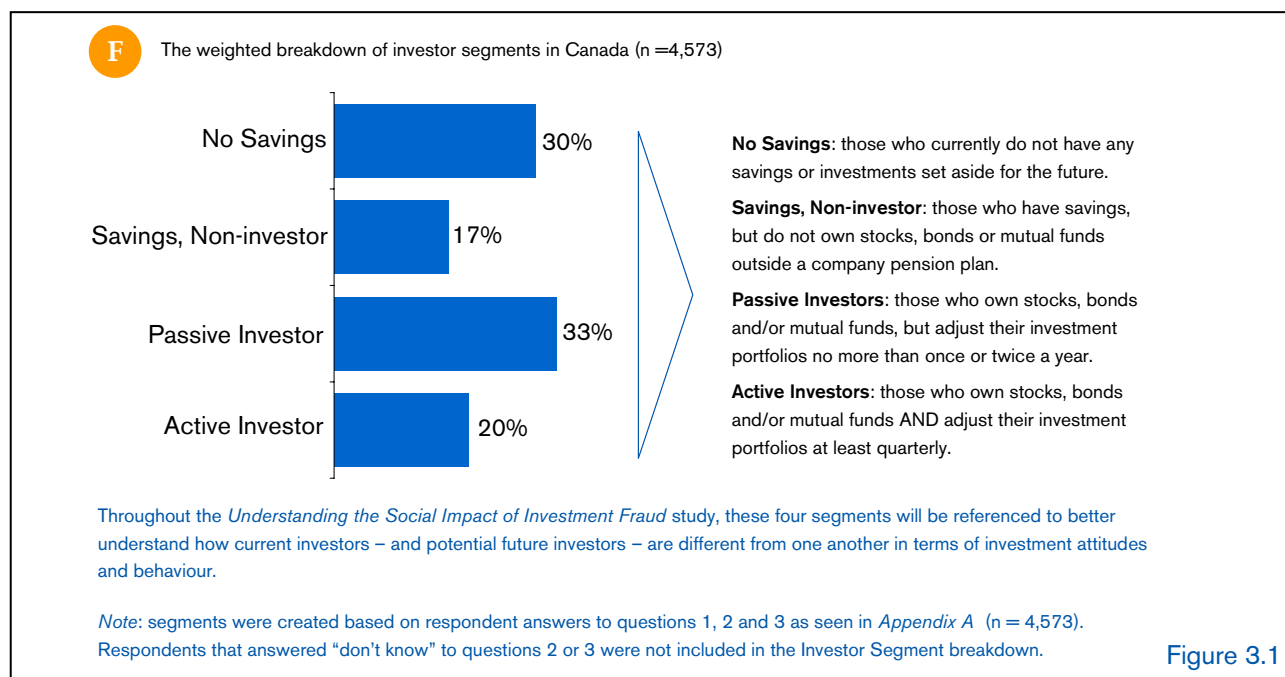 F
The weighted breakdown of investor segments in Canada (n =4,573)
No Savings
30%
Savings, Non-investor
17%
Passive Investor
33%
Active Investor
20%
No Savings: those who currently do not have any
savings or investments set aside for the future.
Savings, Non-investor: those who have savings,
but do not own stocks, bonds or mutual funds
outside a company pension plan.
Passive Investors: those who own stocks, bonds
and/or mutual funds, but adjust their investment
portfolios no more than once or twice a year.
Active Investors: those who own stocks, bonds
and/or mutual funds AND adjust their investment
portfolios at least quarterly.
Throughout the Understanding the Social Impact of Investment Fraud study, these four segments will be referenced to better
understand how current investors – and potential future investors – are different from one another in terms of investment attitudes
and behaviour.
Note: segments were created based on respondent answers to questions 1, 2 and 3 as seen in Appendix A (n = 4,573).
Respondents that answered “don’t know” to questions 2 or 3 were not included in the Investor Segment breakdown.
Figure 3.1